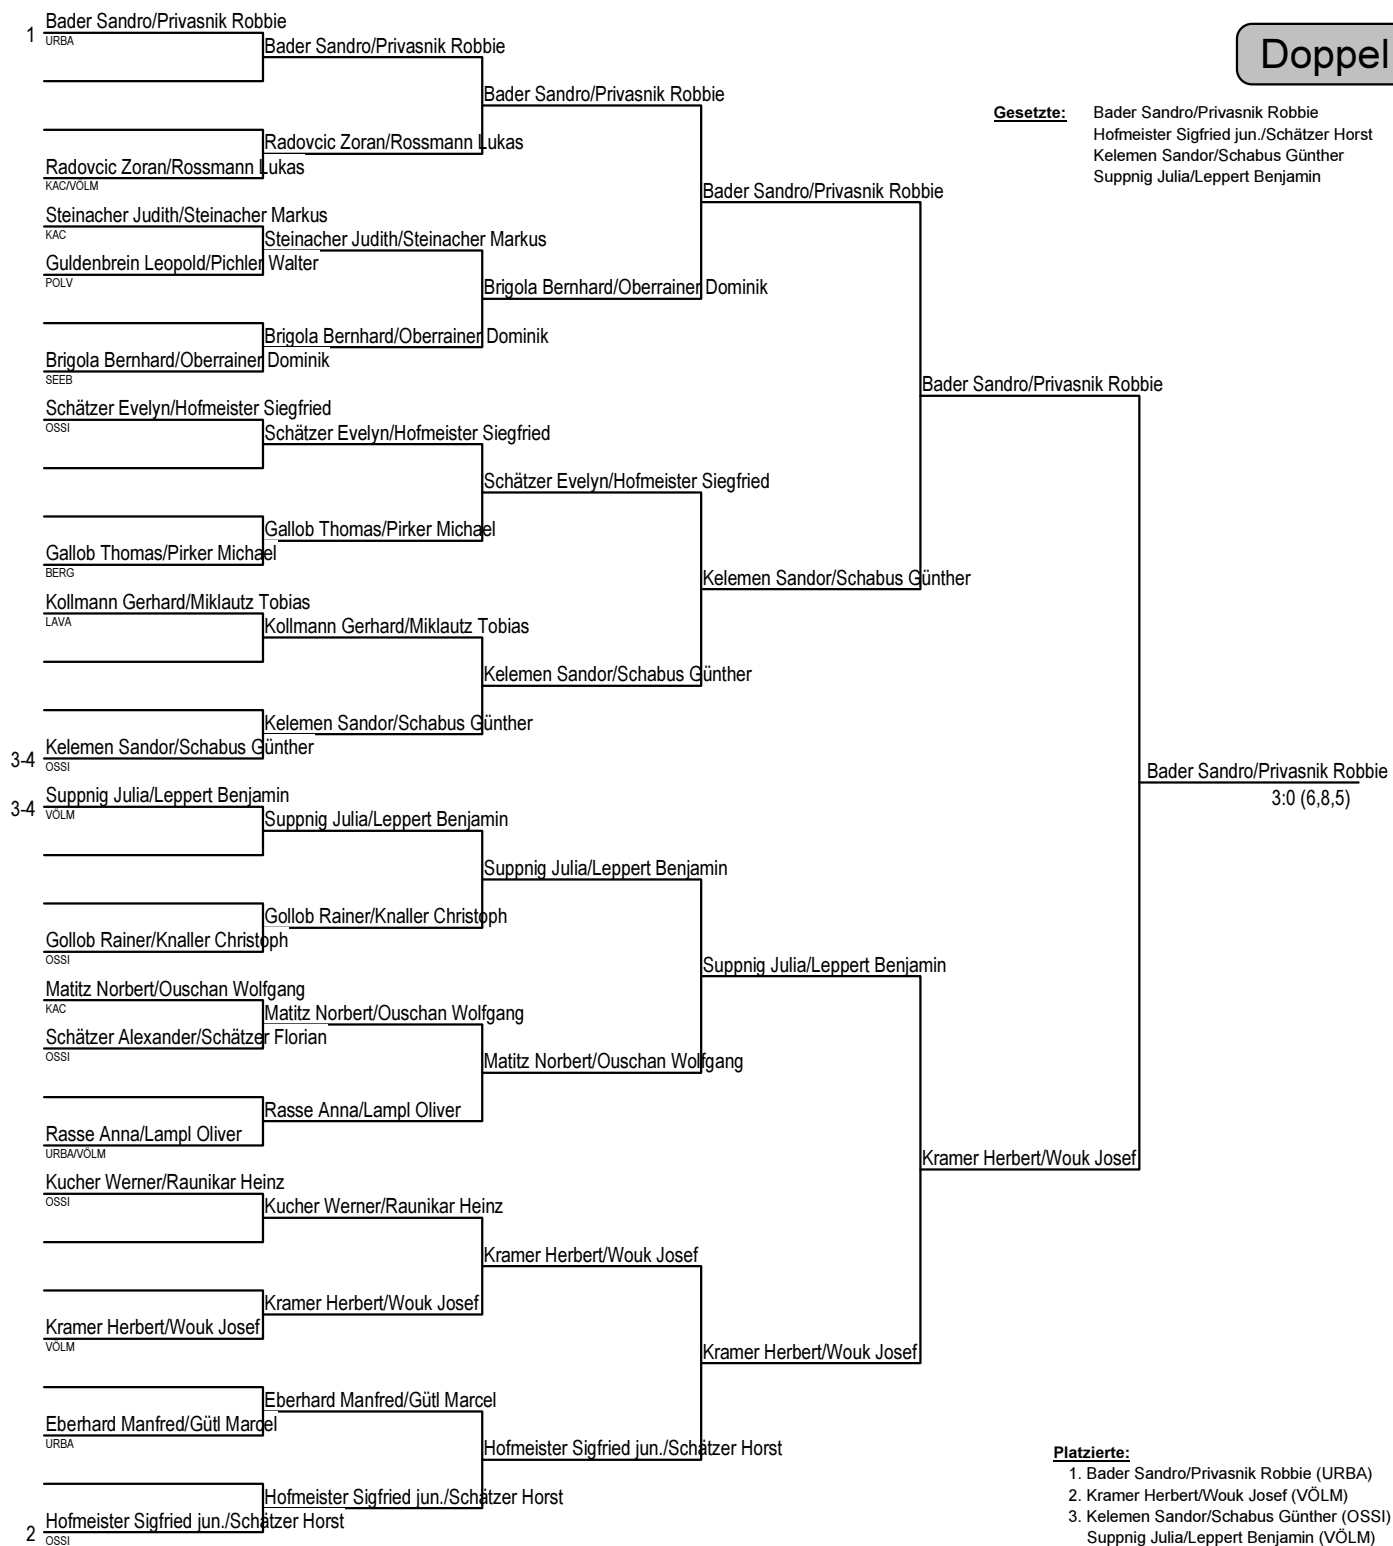 Doppel
Gesetzte: Bader Sandro/Privasnik Robbie
Hofmeister Sigfried jun./Schätzer Horst
Kelemen Sandor/Schabus Günther
Suppnig Julia/Leppert Benjamin
1 Bader Sandro/Privasnik Robbie
URBA
Radovcic Zoran/Rossmann Lukas
KAC/VÖLM
Steinacher Judith/Steinacher Markus
KAC
Guldenbrein Leopold/Pichler Walter
POLV
Brigola Bernhard/Oberrainer Dominik
SEEB
Schätzer Evelyn/Hofmeister Siegfried
OSSI
Gallob Thomas/Pirker Michael
BERG
Kollmann Gerhard/Miklautz Tobias
LAVA
3-4 Kelemen Sandor/Schabus Günther
OSSI
3-4 Suppnig Julia/Leppert Benjamin
VÖLM
Gollob Rainer/Knaller Christoph
OSSI
Matitz Norbert/Ouschan Wolfgang
KAC
Schätzer Alexander/Schätzer Florian
OSSI
Rasse Anna/Lampl Oliver
URBA/VÖLM
Kucher Werner/Raunikar Heinz
OSSI
Kramer Herbert/Wouk Josef
VÖLM
Eberhard Manfred/Gütl Marcel
URBA
2 Hofmeister Sigfried jun./Schätzer Horst
OSSI
Bader Sandro/Privasnik Robbie
Radovcic Zoran/Rossmann Lukas
Steinacher Judith/Steinacher Markus
Brigola Bernhard/Oberrainer Dominik
Schätzer Evelyn/Hofmeister Siegfried
Gallob Thomas/Pirker Michael
Kollmann Gerhard/Miklautz Tobias
Kelemen Sandor/Schabus Günther
Suppnig Julia/Leppert Benjamin
Gollob Rainer/Knaller Christoph
Matitz Norbert/Ouschan Wolfgang
Rasse Anna/Lampl Oliver
Kucher Werner/Raunikar Heinz
Kramer Herbert/Wouk Josef
Eberhard Manfred/Gütl Marcel
Hofmeister Sigfried jun./Schätzer Horst
Bader Sandro/Privasnik Robbie
Brigola Bernhard/Oberrainer Dominik
Schätzer Evelyn/Hofmeister Siegfried
Kelemen Sandor/Schabus Günther
Suppnig Julia/Leppert Benjamin
Matitz Norbert/Ouschan Wolfgang
Kramer Herbert/Wouk Josef
Hofmeister Sigfried jun./Schätzer Horst
Bader Sandro/Privasnik Robbie
Kelemen Sandor/Schabus Günther
Suppnig Julia/Leppert Benjamin
Kramer Herbert/Wouk Josef
Bader Sandro/Privasnik Robbie
Kramer Herbert/Wouk Josef
Bader Sandro/Privasnik Robbie
3:0 (6,8,5)
Platzierte:
1. Bader Sandro/Privasnik Robbie (URBA)
2. Kramer Herbert/Wouk Josef (VÖLM)
3. Kelemen Sandor/Schabus Günther (OSSI)
Suppnig Julia/Leppert Benjamin (VÖLM)